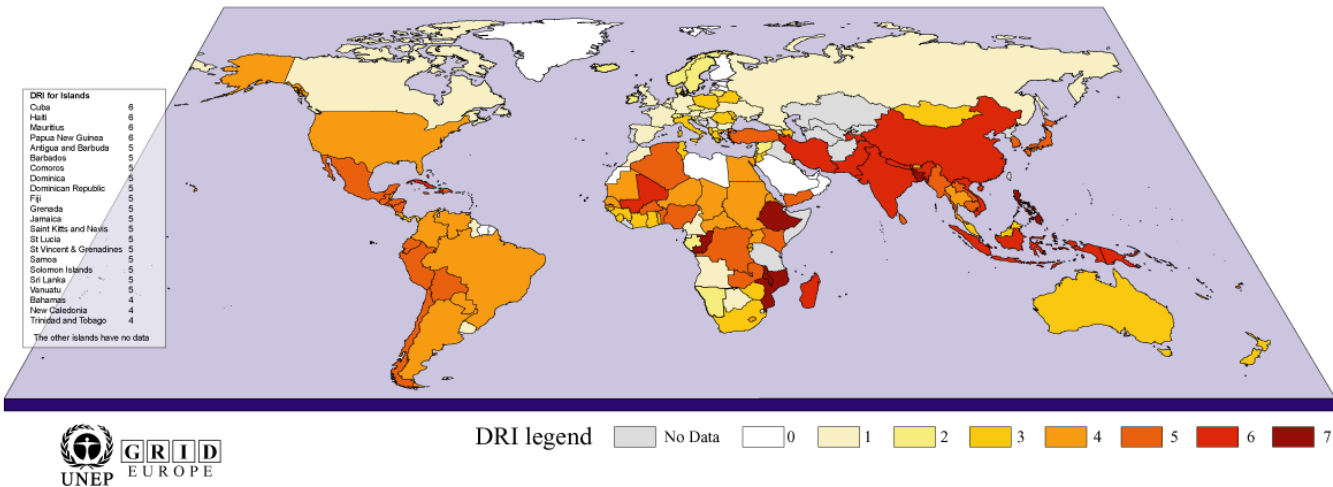 DRI for Islands
Cuba 6
Haiti 6
Mauritius 6
Papua New Guinea 6
Antigua and Barbuda 5
Barbados 5
Comoros 5
Dominica 5
Dominican Republic 5
Fiji 5
Grenada 5
Jamaica 5
Saint Kitts and Nevis 5
St Lucia 5
St Vincent & Grenadines 5
Samoa 5
Solomon Islands 5
Sri Lanka 5
Vanuatu 5
Bahamas 4
New Caledonia 4
Trinidad and Tobago 4
The other islands have no data
DRI legend No Data 0 1 2 3 4 5 6 7
UNEP
GRID
EUROPE